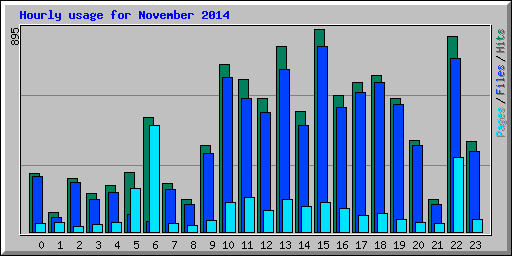 Hourly usage for November 2014
895
Pages/Files/Hits
0 1 2 3 4 5 6 7 8 9 10 11 12 13 14 15 16 17 18 19 20 21 22 23